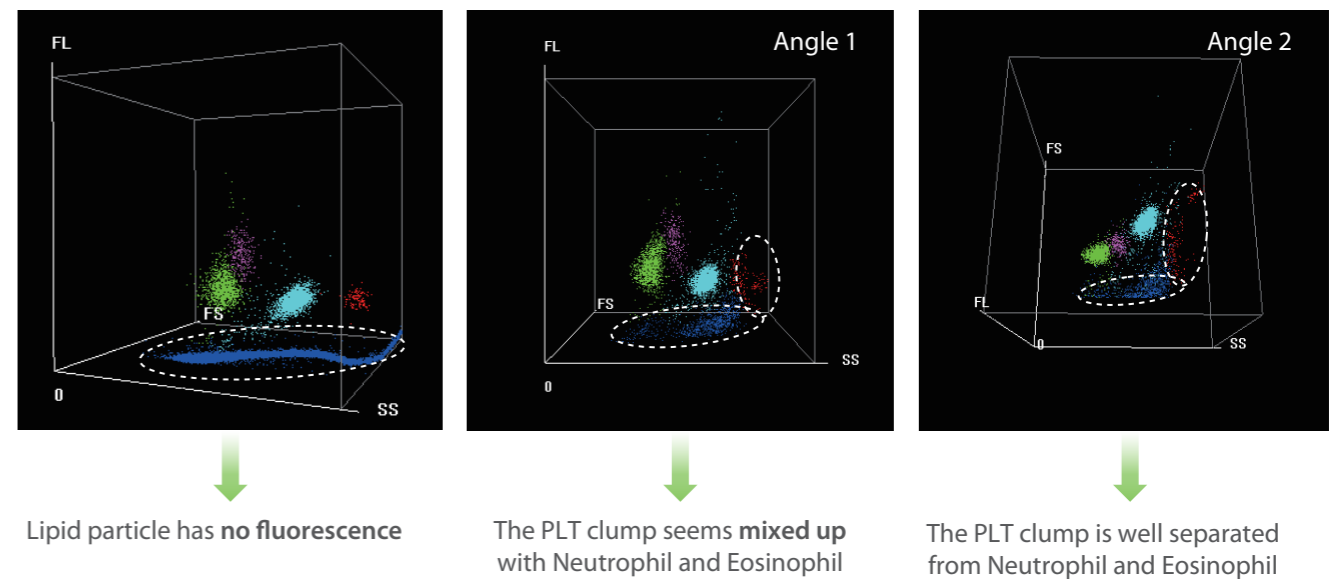 FL
FS
0
SS
Angle 1
FL
FS
0
SS
Angle 2
FS
FL
0
SS
Lipid particle has no fluorescence
The PLT clump seems mixed up
with Neutrophil and Eosinophil
The PLT clump is well separated
from Neutrophil and Eosinophil